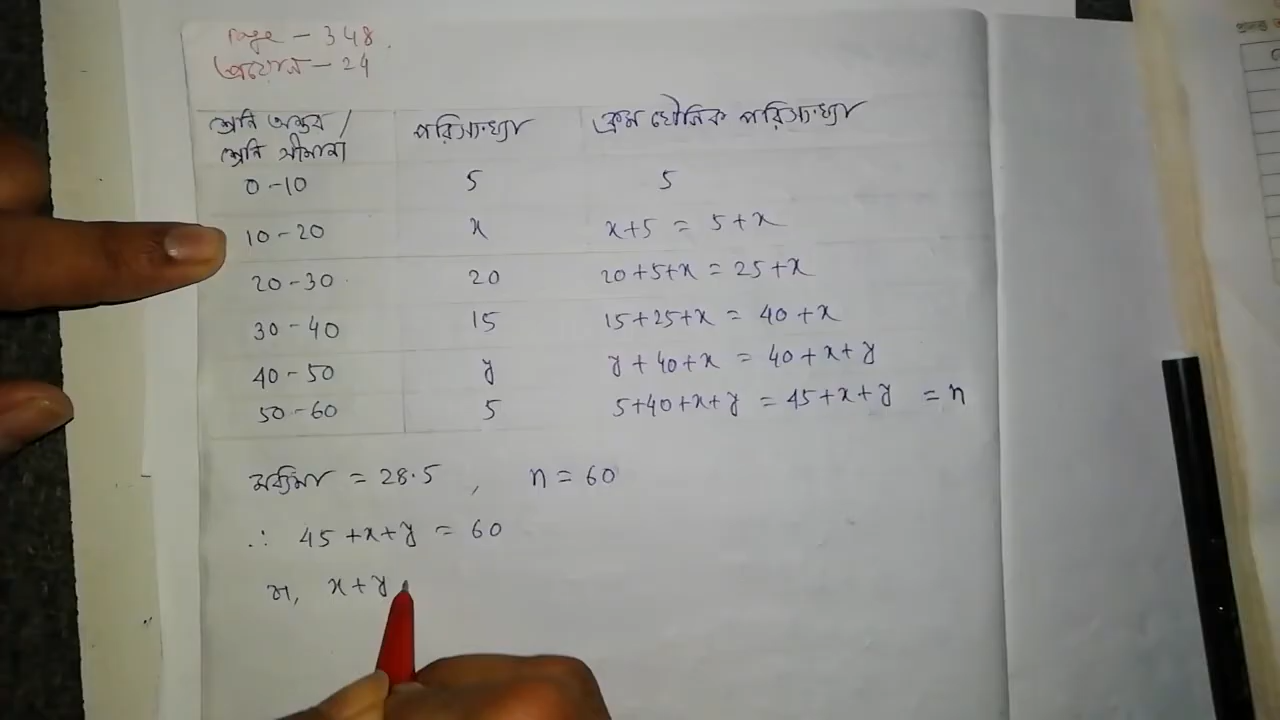 Page - 348.
প্রয়োগ - 24
শ্রেণি অন্তর / শ্রেণি সীমানা পরিসংখ্যা ক্রম যৌগিক পরিসংখ্যা
0-10 5 5
10-20 x x+5 = 5+x
20-30 20 20+5+x = 25+x
30-40 15 15+25+x = 40+x
40-50 y y+40+x = 40+x+y
50-60 5 5+40+x+y = 45+x+y = n
মধ্যমা = 28.5 , n = 60
∴ 45+x+y = 60
বা, x+y